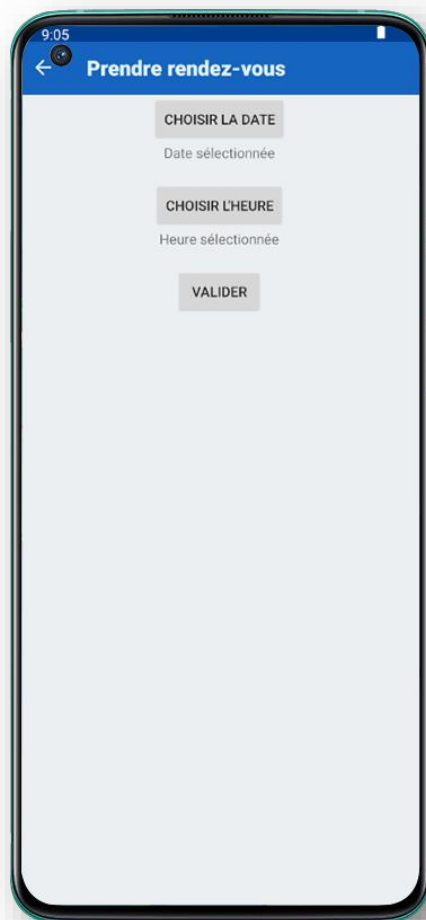 9:05
Prendre rendez-vous
CHOISIR LA DATE
Date sélectionnée
CHOISIR L'HEURE
Heure sélectionnée
VALIDER